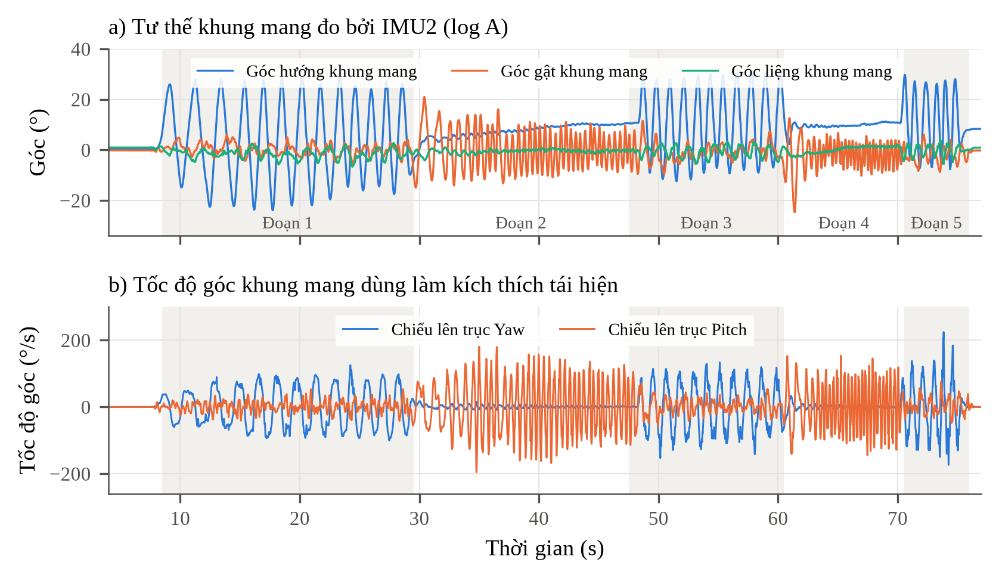 a) Tư thế khung mang đo bởi IMU2 (log A)
Góc (°)
40
20
0
−20
Góc hướng khung mang
Góc gật khung mang
Góc liệng khung mang
Đoạn 1
Đoạn 2
Đoạn 3
Đoạn 4
Đoạn 5
b) Tốc độ góc khung mang dùng làm kích thích tái hiện
Tốc độ góc (°/s)
200
0
−200
Chiếu lên trục Yaw
Chiếu lên trục Pitch
10
20
30
40
50
60
70
Thời gian (s)